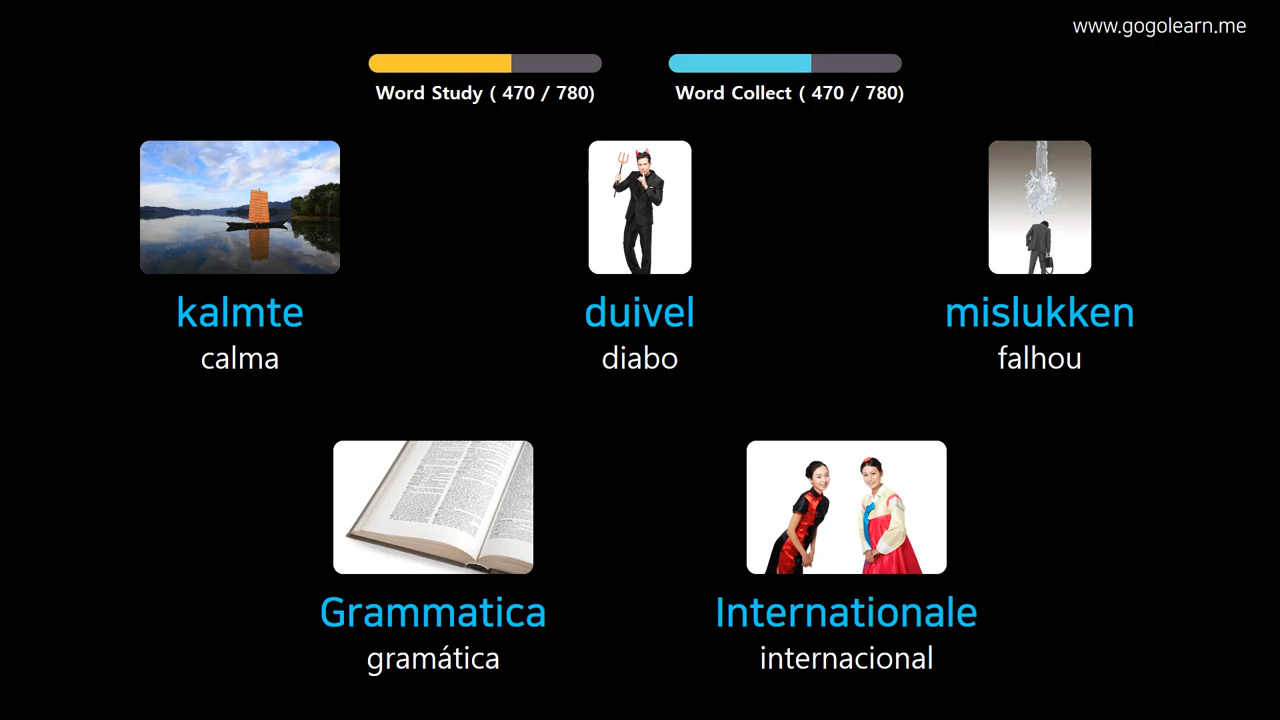 www.gogolearn.me
Word Study ( 470 / 780)
Word Collect ( 470 / 780)
kalmte
calma
duivel
diabo
mislukken
falhou
Grammatica
gramática
Internationale
internacional